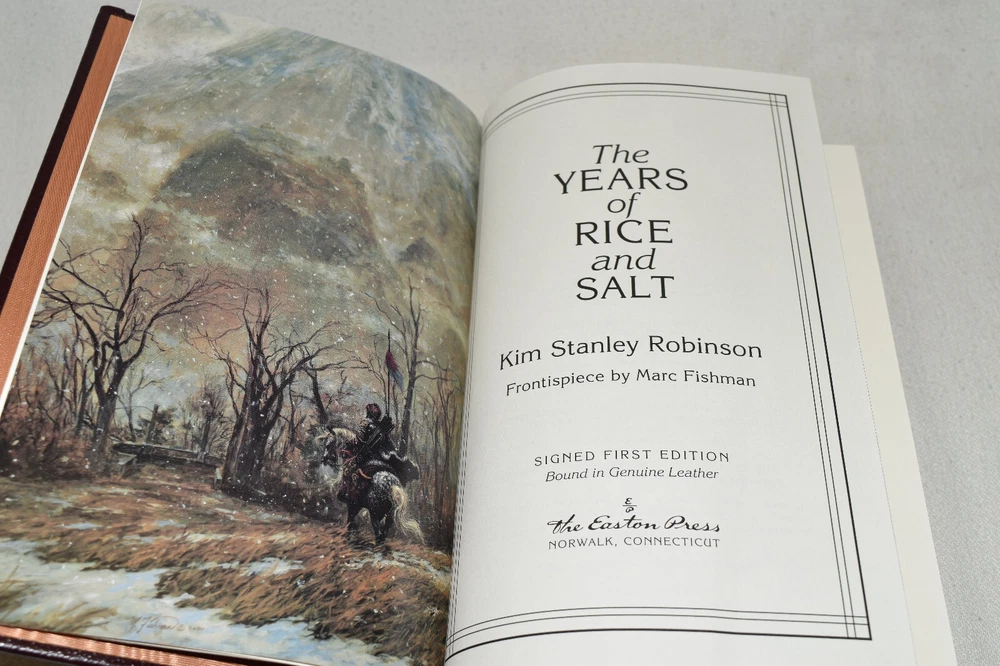 The
YEARS
of
RICE
and
SALT
Kim Stanley Robinson
Frontispiece by Marc Fishman
SIGNED FIRST EDITION
Bound in Genuine Leather
The Easton Press
NORWALK, CONNECTICUT